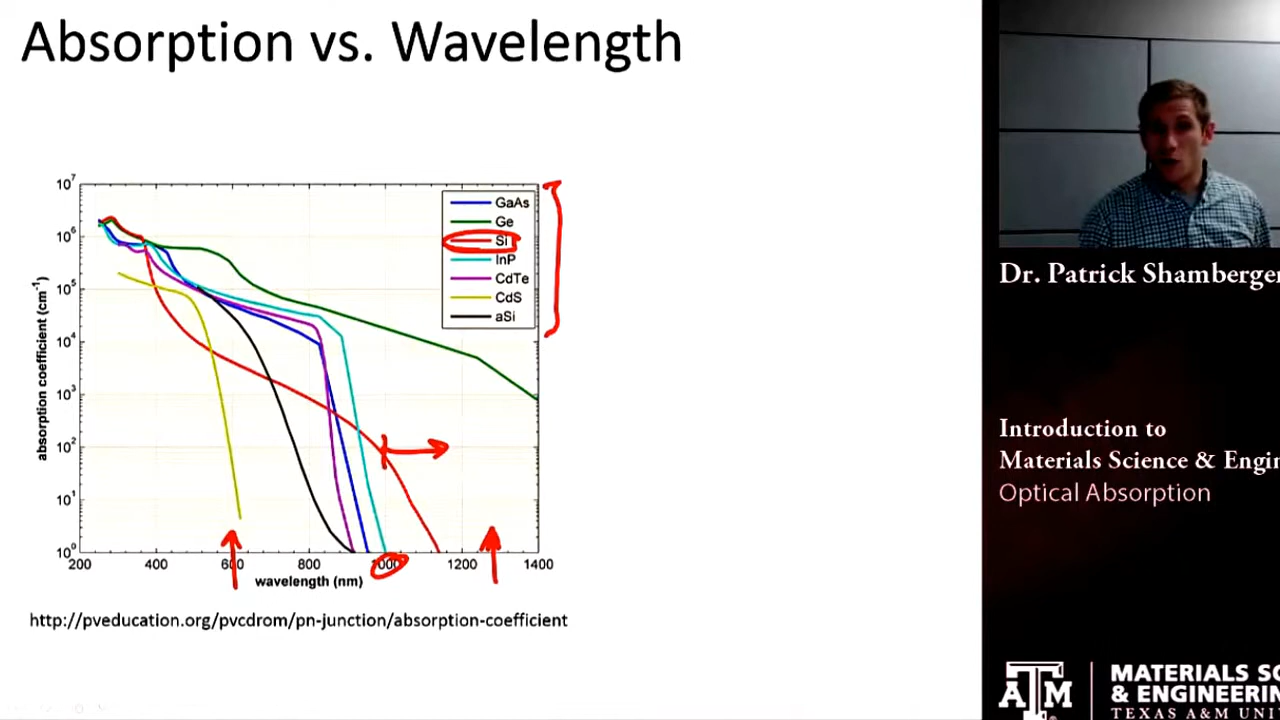 Absorption vs. Wavelength
10⁷
10⁶
10⁵
10⁴
10³
10²
10¹
10⁰
absorption coefficient (cm⁻¹)
GaAs
Ge
Si
InP
CdTe
CdS
aSi
200 400 600 800 1000 1200 1400
wavelength (nm)
http://pveducation.org/pvcdrom/pn-junction/absorption-coefficient
Dr. Patrick Shamberger
Introduction to
Materials Science & Engin
Optical Absorption
ATM
MATERIALS SC
& ENGINEERIN
TEXAS A&M UNI